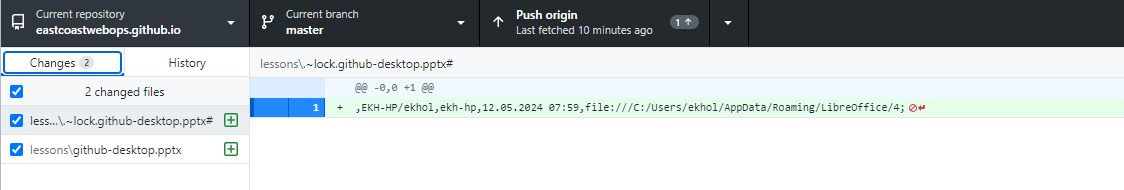 Current repository
eastcoastwebops.github.io
Current branch
master
Push origin
Last fetched 10 minutes ago
1
Changes 2
History
2 changed files
less...\.~lock.github-desktop.pptx#
lessons\github-desktop.pptx
lessons\.~lock.github-desktop.pptx#
@@ -0,0 +1 @@
1 + ,EKH-HP/ekhol,ekh-hp,12.05.2024 07:59,file:///C:/Users/ekhol/AppData/Roaming/LibreOffice/4;